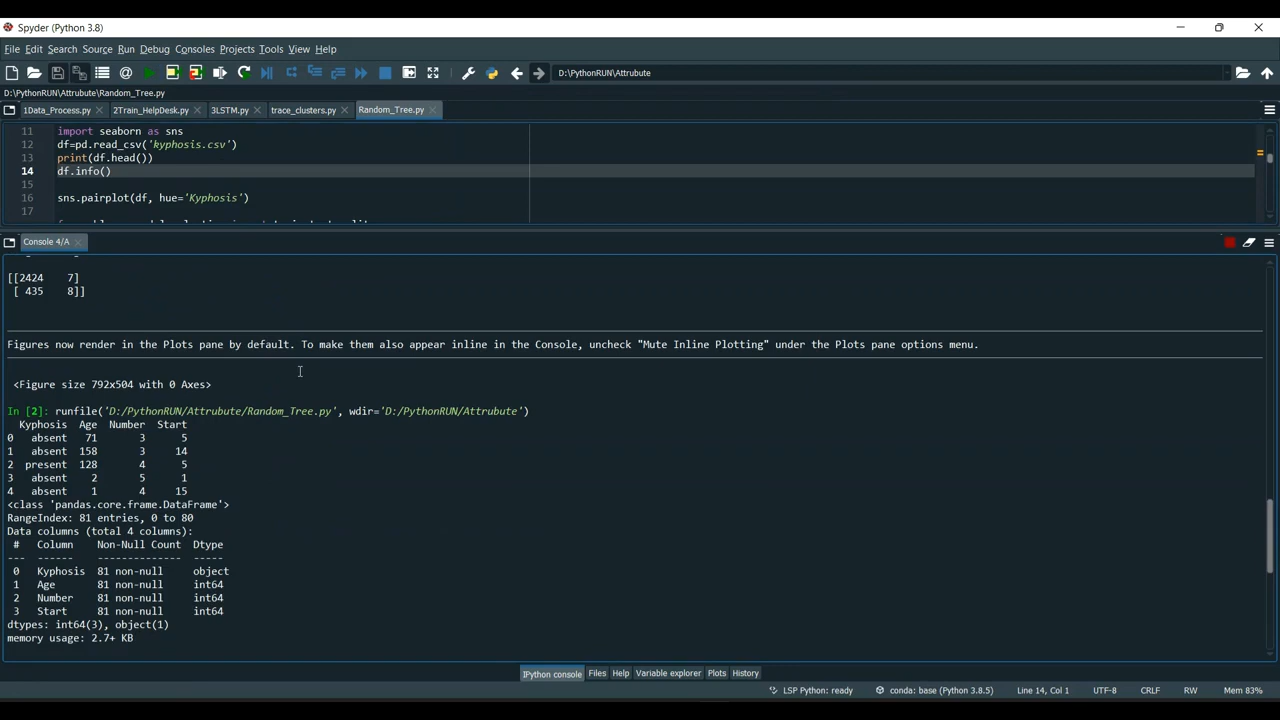 Spyder (Python 3.8)
File Edit Search Source Run Debug Consoles Projects Tools View Help
D:\PythonRUN\Attrubute
D:\PythonRUN\Attrubute\Random_Tree.py
1Data_Process.py 2Train_HelpDesk.py 3LSTM.py trace_clusters.py Random_Tree.py
11 import seaborn as sns
12 df=pd.read_csv('kyphosis.csv')
13 print(df.head())
14 df.info()
15
16 sns.pairplot(df, hue='Kyphosis')
17
Console 4/A
[[2424 7]
[ 435 8]]
Figures now render in the Plots pane by default. To make them also appear inline in the Console, uncheck "Mute Inline Plotting" under the Plots pane options menu.
<Figure size 792x504 with 0 Axes>
In [2]: runfile('D:/PythonRUN/Attrubute/Random_Tree.py', wdir='D:/PythonRUN/Attrubute')
Kyphosis Age Number Start
0 absent 71 3 5
1 absent 158 3 14
2 present 128 4 5
3 absent 2 5 1
4 absent 1 4 15
<class 'pandas.core.frame.DataFrame'>
RangeIndex: 81 entries, 0 to 80
Data columns (total 4 columns):
# Column Non-Null Count Dtype
--- ------ -------------- -----
0 Kyphosis 81 non-null object
1 Age 81 non-null int64
2 Number 81 non-null int64
3 Start 81 non-null int64
dtypes: int64(3), object(1)
memory usage: 2.7+ KB
IPython console Files Help Variable explorer Plots History
LSP Python: ready conda: base (Python 3.8.5) Line 14, Col 1 UTF-8 CRLF RW Mem 83%